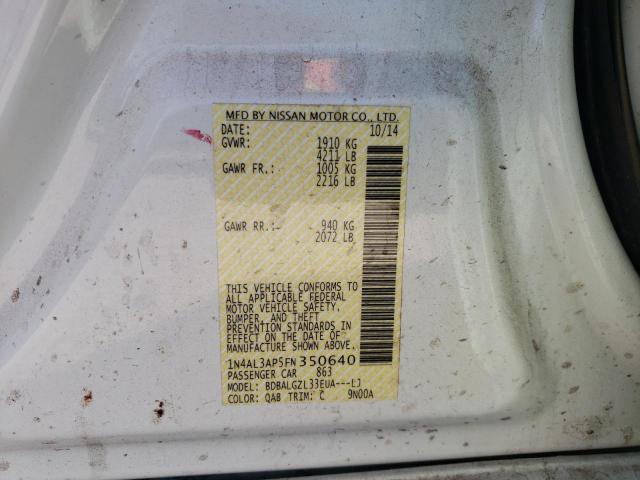 MFD BY NISSAN MOTOR CO., LTD.
DATE: 10/14
GVWR: 1910 KG
4211 LB
GAWR FR.: 1005 KG
2216 LB
GAWR RR.: 940 KG
2072 LB
THIS VEHICLE CONFORMS TO
ALL APPLICABLE FEDERAL
MOTOR VEHICLE SAFETY,
BUMPER, AND THEFT
PREVENTION STANDARDS IN
EFFECT ON THE DATE OF
MANUFACTURE SHOWN ABOVE.
1N4AL3AP5FN350640
PASSENGER CAR 863
MODEL: BDBALGZL33EUA---LJ
COLOR: QAB TRIM: C 9N00A